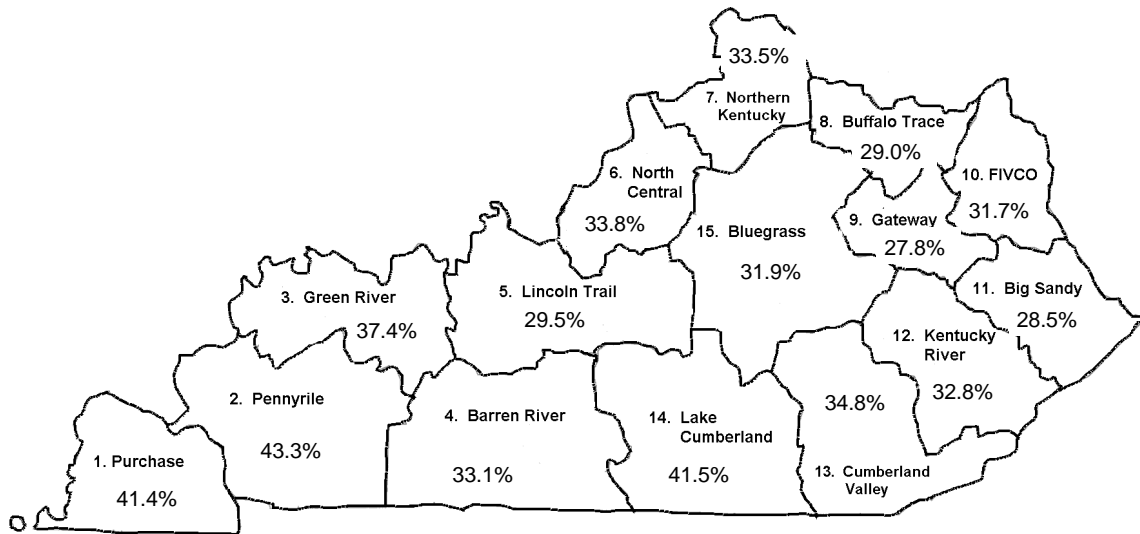 33.5%
7. Northern
Kentucky
8. Buffalo Trace
29.0%
6. North
Central
33.8%
10. FIVCO
31.7%
9. Gateway
27.8%
15. Bluegrass
31.9%
3. Green River
37.4%
5. Lincoln Trail
29.5%
11. Big Sandy
28.5%
12. Kentucky
River
32.8%
2. Pennyrile
43.3%
4. Barren River
33.1%
14. Lake
Cumberland
41.5%
34.8%
13. Cumberland
Valley
1. Purchase
41.4%